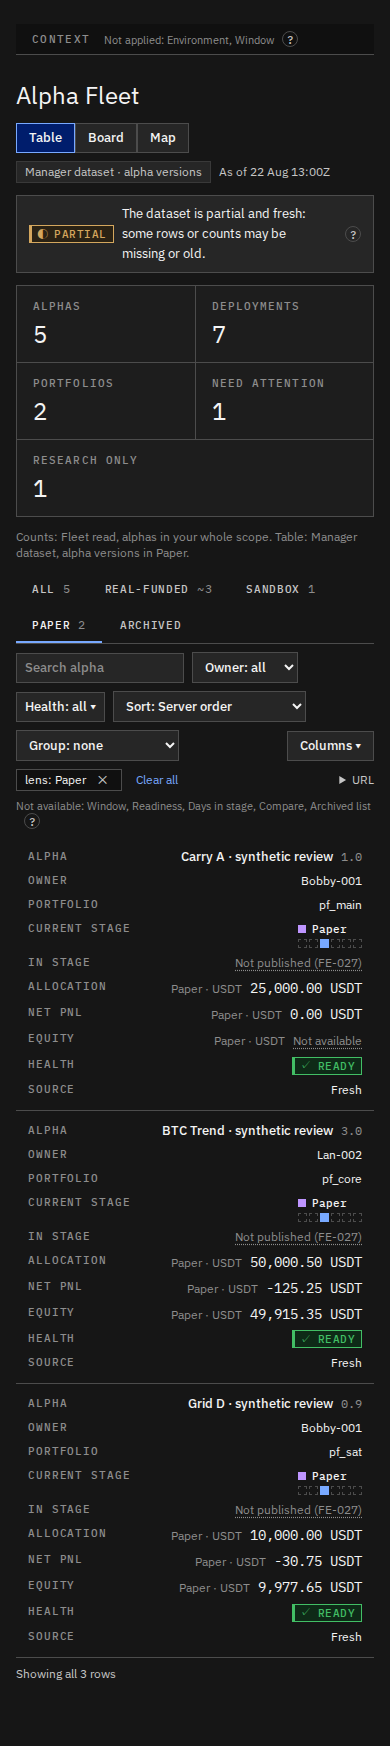 CONTEXT Not applied: Environment, Window ?
Alpha Fleet
Table Board Map
Manager dataset · alpha versions As of 22 Aug 13:00Z
PARTIAL
The dataset is partial and fresh:
some rows or counts may be
missing or old.
?
ALPHAS DEPLOYMENTS
5 7
PORTFOLIOS NEED ATTENTION
2 1
RESEARCH ONLY
1
Counts: Fleet read, alphas in your whole scope. Table: Manager
dataset, alpha versions in Paper.
ALL 5 REAL-FUNDED ~3 SANDBOX 1
PAPER 2 ARCHIVED
Search alpha Owner: all
Health: all ▾ Sort: Server order
Group: none Columns ▾
lens: Paper × Clear all ▶ URL
Not available: Window, Readiness, Days in stage, Compare, Archived list
?
ALPHA Carry A · synthetic review 1.0
OWNER Bobby-001
PORTFOLIO pf_main
CURRENT STAGE Paper
IN STAGE Not published (FE-027)
ALLOCATION Paper · USDT 25,000.00 USDT
NET PNL Paper · USDT 0.00 USDT
EQUITY Paper · USDT Not available
HEALTH ✓ READY
SOURCE Fresh
ALPHA BTC Trend · synthetic review 3.0
OWNER Lan-002
PORTFOLIO pf_core
CURRENT STAGE Paper
IN STAGE Not published (FE-027)
ALLOCATION Paper · USDT 50,000.50 USDT
NET PNL Paper · USDT -125.25 USDT
EQUITY Paper · USDT 49,915.35 USDT
HEALTH ✓ READY
SOURCE Fresh
ALPHA Grid D · synthetic review 0.9
OWNER Bobby-001
PORTFOLIO pf_sat
CURRENT STAGE Paper
IN STAGE Not published (FE-027)
ALLOCATION Paper · USDT 10,000.00 USDT
NET PNL Paper · USDT -30.75 USDT
EQUITY Paper · USDT 9,977.65 USDT
HEALTH ✓ READY
SOURCE Fresh
Showing all 3 rows